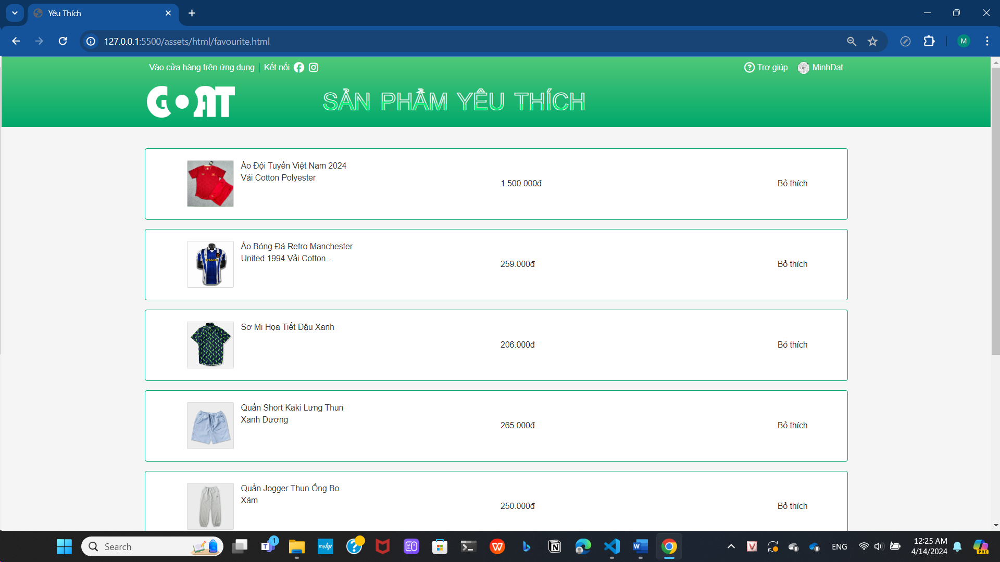 Yêu Thích
127.0.0.1:5500/assets/html/favourite.html
M
Vào cửa hàng trên ứng dụng Kết nối
Trợ giúp MinhDat
GOAT
SẢN PHẨM YÊU THÍCH
Áo Đội Tuyển Việt Nam 2024
Vải Cotton Polyester
1.500.000đ
Bỏ thích
Áo Bóng Đá Retro Manchester
United 1994 Vải Cotton...
259.000đ
Bỏ thích
SHARP
Sơ Mi Họa Tiết Đậu Xanh
206.000đ
Bỏ thích
Quần Short Kaki Lưng Thun
Xanh Dương
265.000đ
Bỏ thích
Quần Jogger Thun Ống Bo
Xám
250.000đ
Bỏ thích
Search
1
myhp
ENG
12:25 AM
4/14/2024
PRE